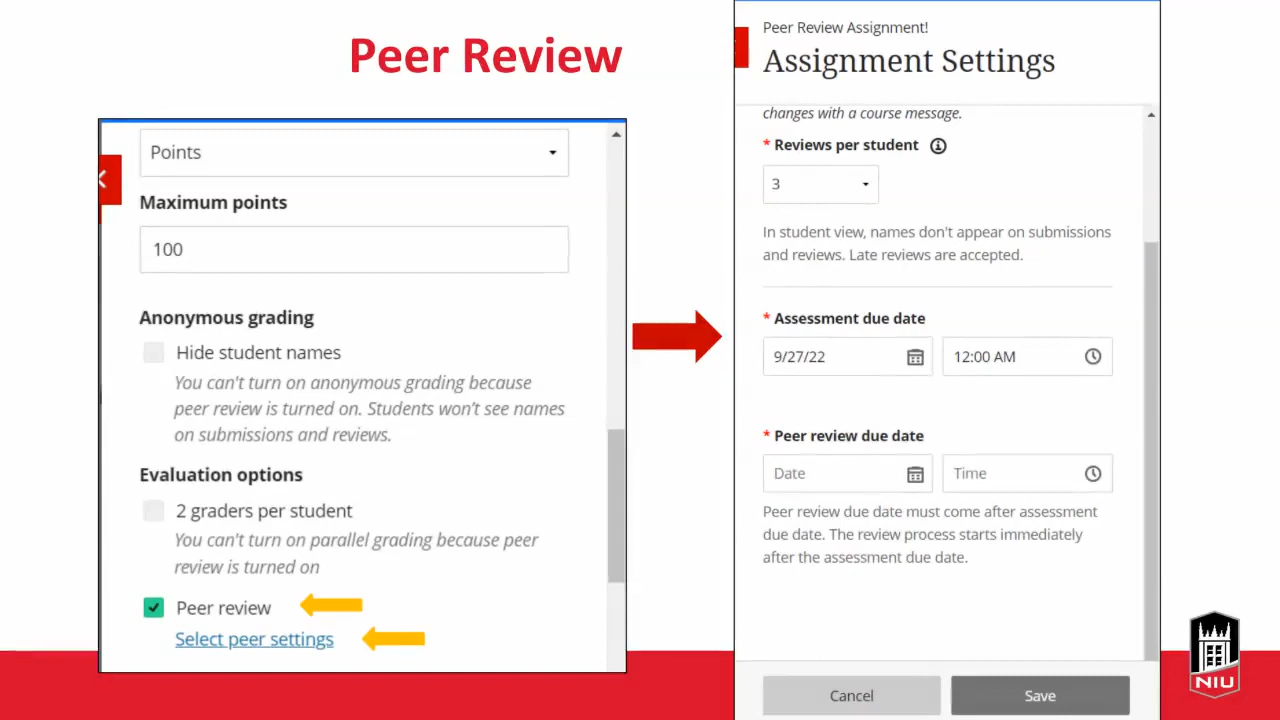 Peer Review
Points
Maximum points
100
Anonymous grading
Hide student names
You can't turn on anonymous grading because
peer review is turned on. Students won't see names
on submissions and reviews.
Evaluation options
2 graders per student
You can't turn on parallel grading because peer
review is turned on
Peer review
Select peer settings
Peer Review Assignment!
Assignment Settings
changes with a course message.
* Reviews per student
3
In student view, names don't appear on submissions
and reviews. Late reviews are accepted.
* Assessment due date
9/27/22 12:00 AM
* Peer review due date
Date Time
Peer review due date must come after assessment
due date. The review process starts immediately
after the assessment due date.
Cancel Save
NIU